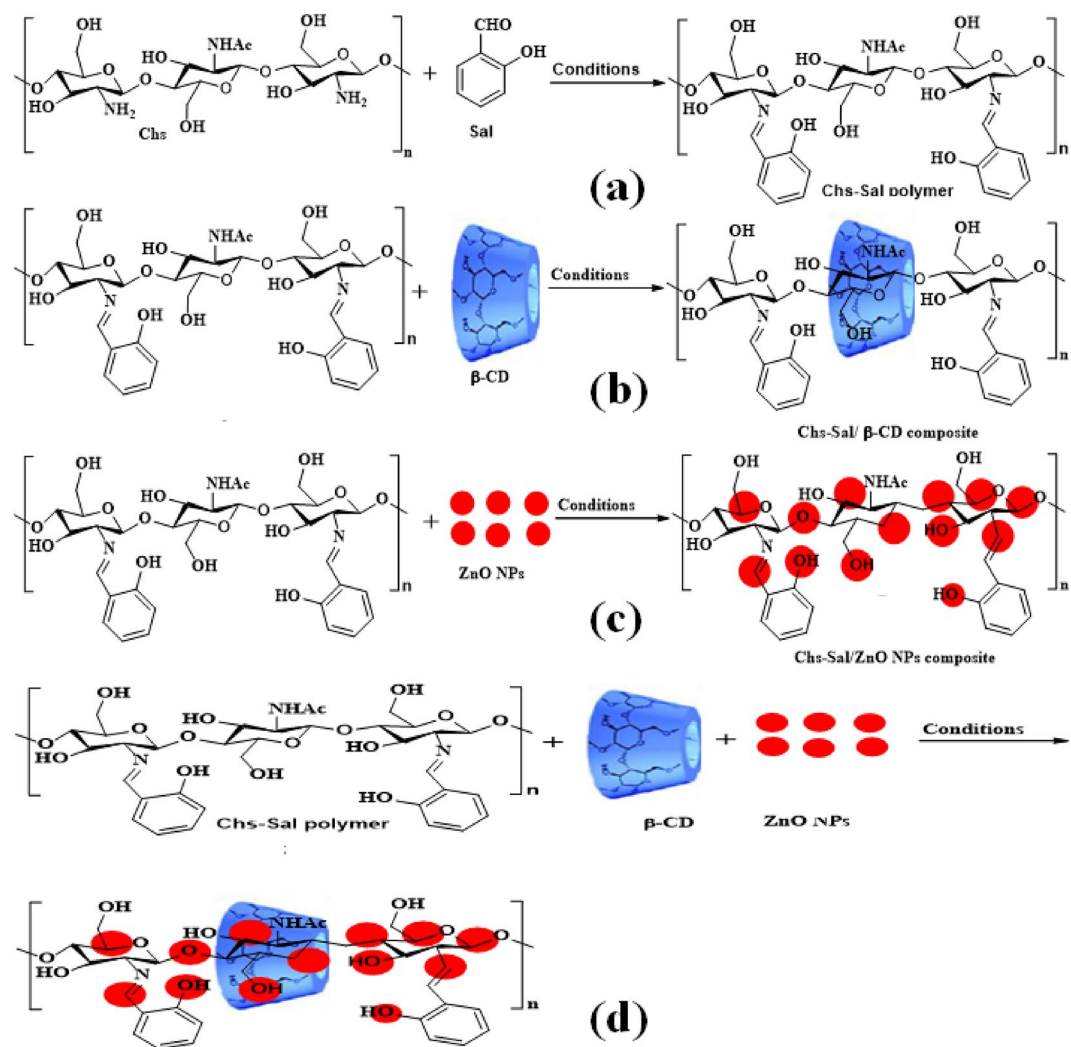 OH OH
NHAc CHO
O O HO O O O O + OH Conditions
HO NH2 O HO NH2
Chs OH n Sal
OH OH
NHAc
O O HO O O O O
HO N O HO N
OH OH HO n
(a) Chs-Sal polymer
OH OH
NHAc
O O HO O O O O + Conditions
HO N O HO N
OH OH HO n
β-CD
OH OH
NHAc
O O HO O O O O
HO N O HO N
OH OH HO n
(b)
Chs-Sal/ β-CD composite
OH OH
NHAc
O O HO O O O O + Conditions
HO N O HO N
OH OH HO n
ZnO NPs
OH OH
NHAc
O HO O O O
HO N HO
OH OH HO n
(c)
Chs-Sal/ZnO NPs composite
OH OH
NHAc
O O HO O O O O + + Conditions
HO N O HO N
OH OH HO n
Chs-Sal polymer β-CD ZnO NPs
OH OH
NHAc
O O HO O O O
HO N HO
OH OH HO n
(d)